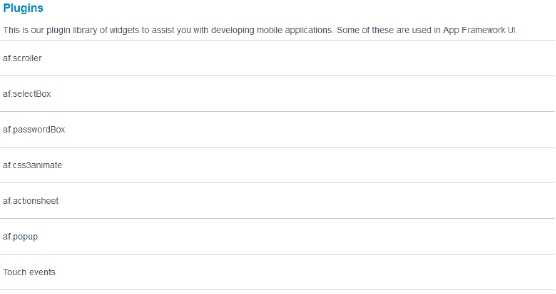 Plugins
This is our plugin library of widgets to assist you with developing mobile applications. Some of these are used in App Framework UI.
af.scroller
af.selectBox
af.passwordBox
af.css3animate
af.actionsheet
af.popup
Touch events